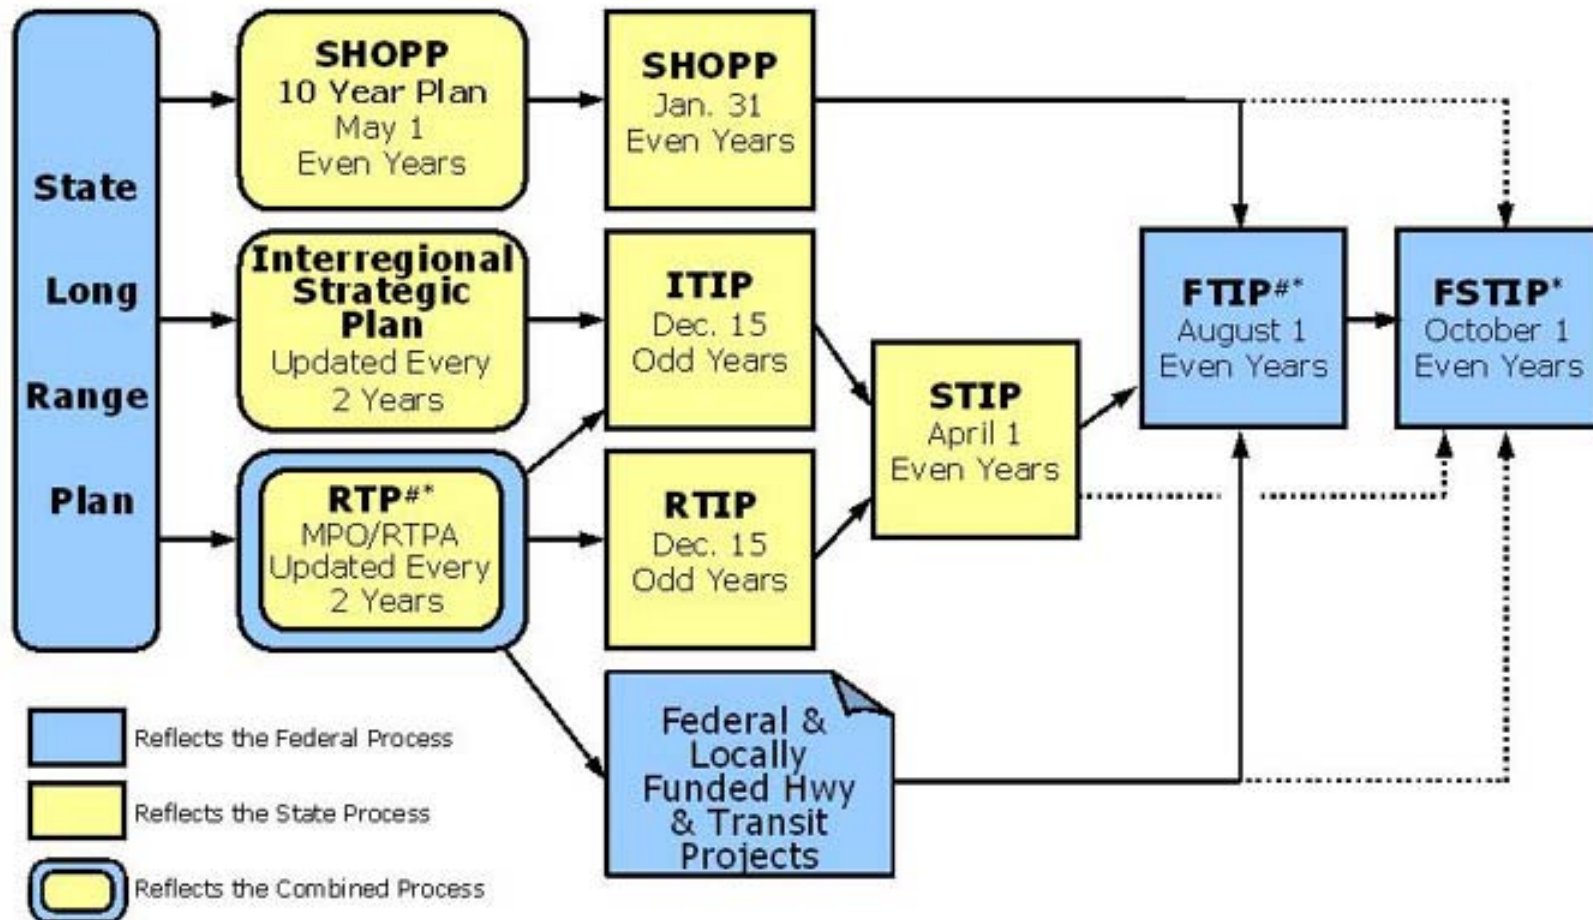 State
Long
Range
Plan
SHOPP
10 Year Plan
May 1
Even Years
SHOPP
Jan. 31
Even Years
Interregional
Strategic
Plan
Updated Every
2 Years
ITIP
Dec. 15
Odd Years
RTP#*
MPO/RTPA
Updated Every
2 Years
RTIP
Dec. 15
Odd Years
STIP
April 1
Even Years
FTIP#*
August 1
Even Years
FSTIP*
October 1
Even Years
Federal &
Locally
Funded Hwy
& Transit
Projects
Reflects the Federal Process
Reflects the State Process
Reflects the Combined Process